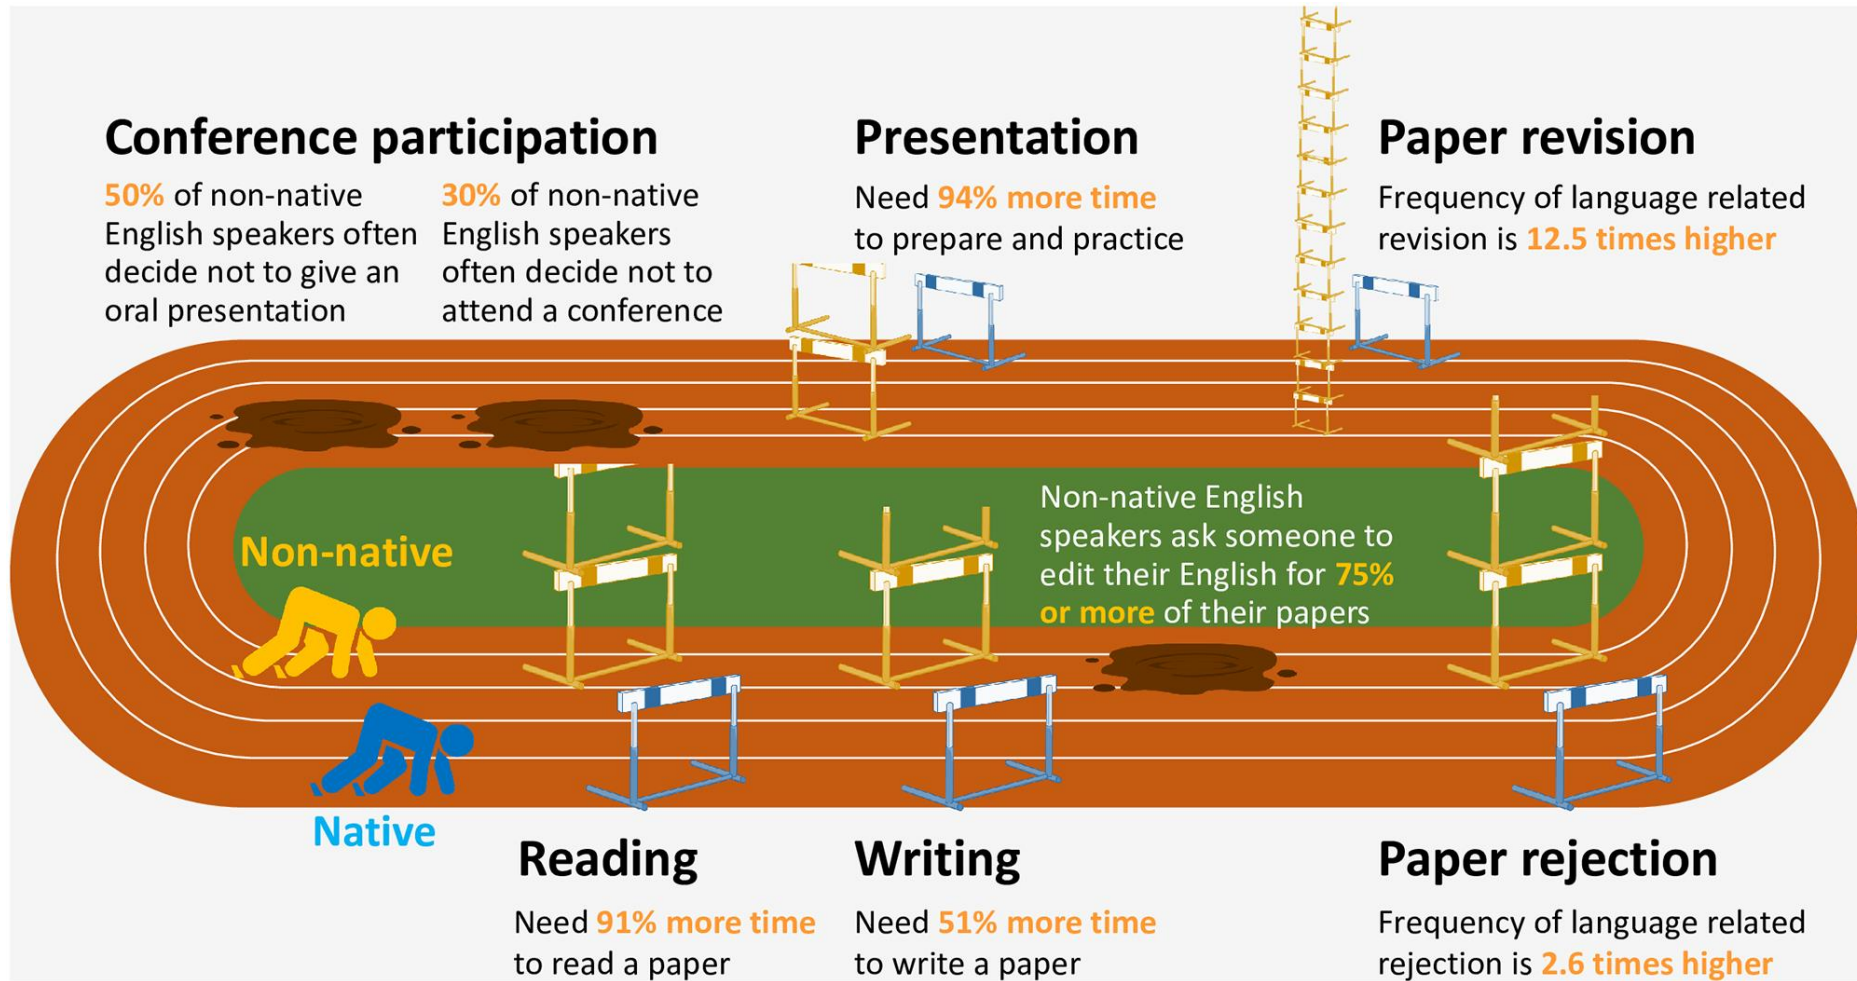 Conference participation
50% of non-native
English speakers often
decide not to give an
oral presentation
30% of non-native
English speakers
often decide not to
attend a conference
Presentation
Need 94% more time
to prepare and practice
Paper revision
Frequency of language related
revision is 12.5 times higher
Non-native
Non-native English
speakers ask someone to
edit their English for 75%
or more of their papers
Native
Reading
Need 91% more time
to read a paper
Writing
Need 51% more time
to write a paper
Paper rejection
Frequency of language related
rejection is 2.6 times higher